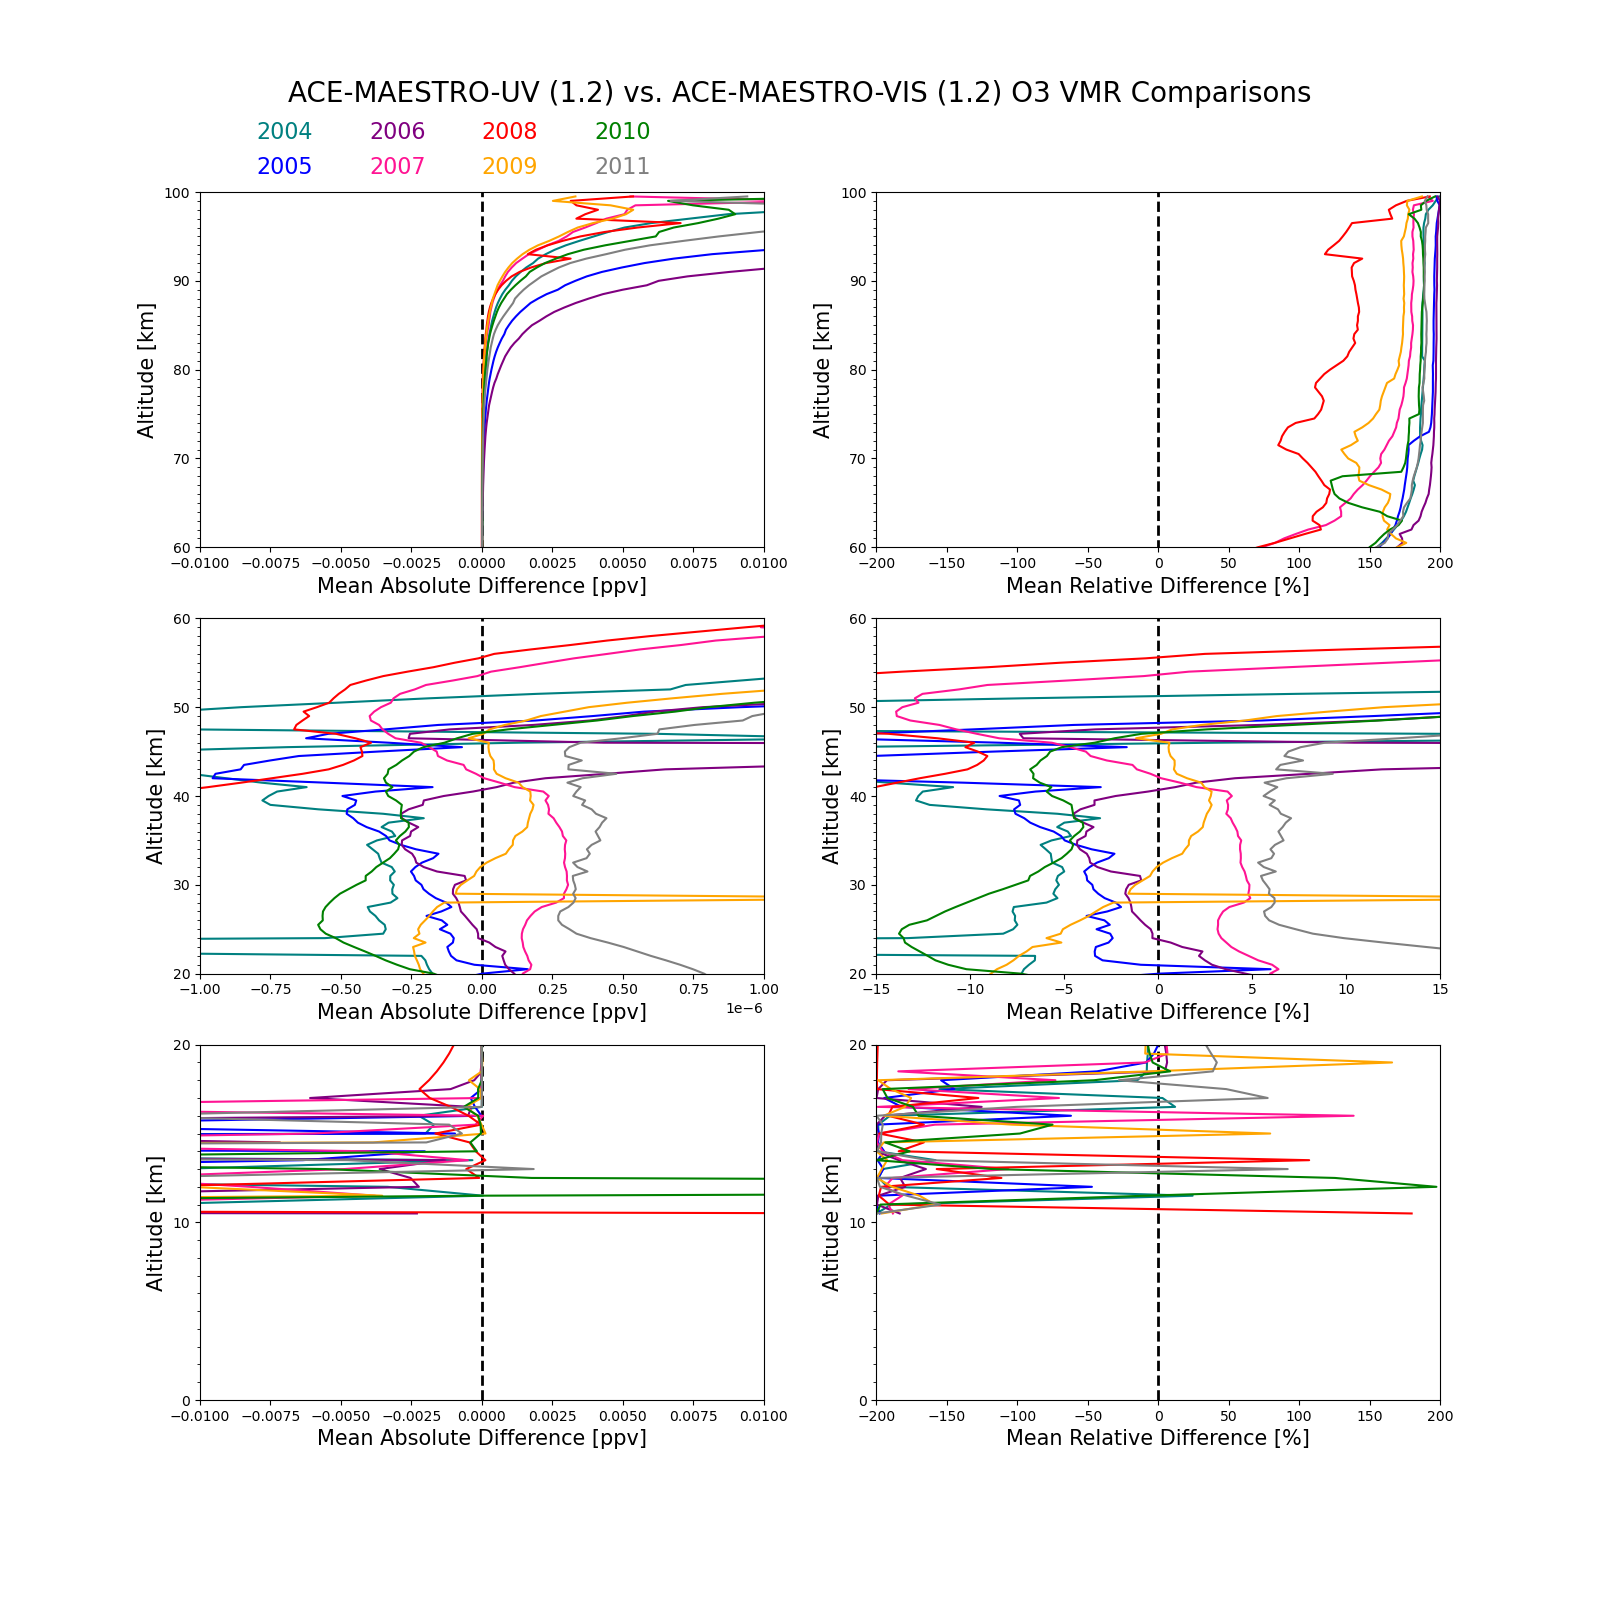 ACE-MAESTRO-UV (1.2) vs. ACE-MAESTRO-VIS (1.2) O3 VMR Comparisons
2004 2006 2008 2010
2005 2007 2009 2011
100
90
80
70
60
Altitude [km]
−0.0100 −0.0075 −0.0050 −0.0025 0.0000 0.0025 0.0050 0.0075 0.0100
Mean Absolute Difference [ppv]
100
90
80
70
60
Altitude [km]
−200 −150 −100 −50 0 50 100 150 200
Mean Relative Difference [%]
60
50
40
30
20
Altitude [km]
−1.00 −0.75 −0.50 −0.25 0.00 0.25 0.50 0.75 1.00
1e−6
Mean Absolute Difference [ppv]
60
50
40
30
20
Altitude [km]
−15 −10 −5 0 5 10 15
Mean Relative Difference [%]
20
10
0
Altitude [km]
−0.0100 −0.0075 −0.0050 −0.0025 0.0000 0.0025 0.0050 0.0075 0.0100
Mean Absolute Difference [ppv]
20
10
0
Altitude [km]
−200 −150 −100 −50 0 50 100 150 200
Mean Relative Difference [%]